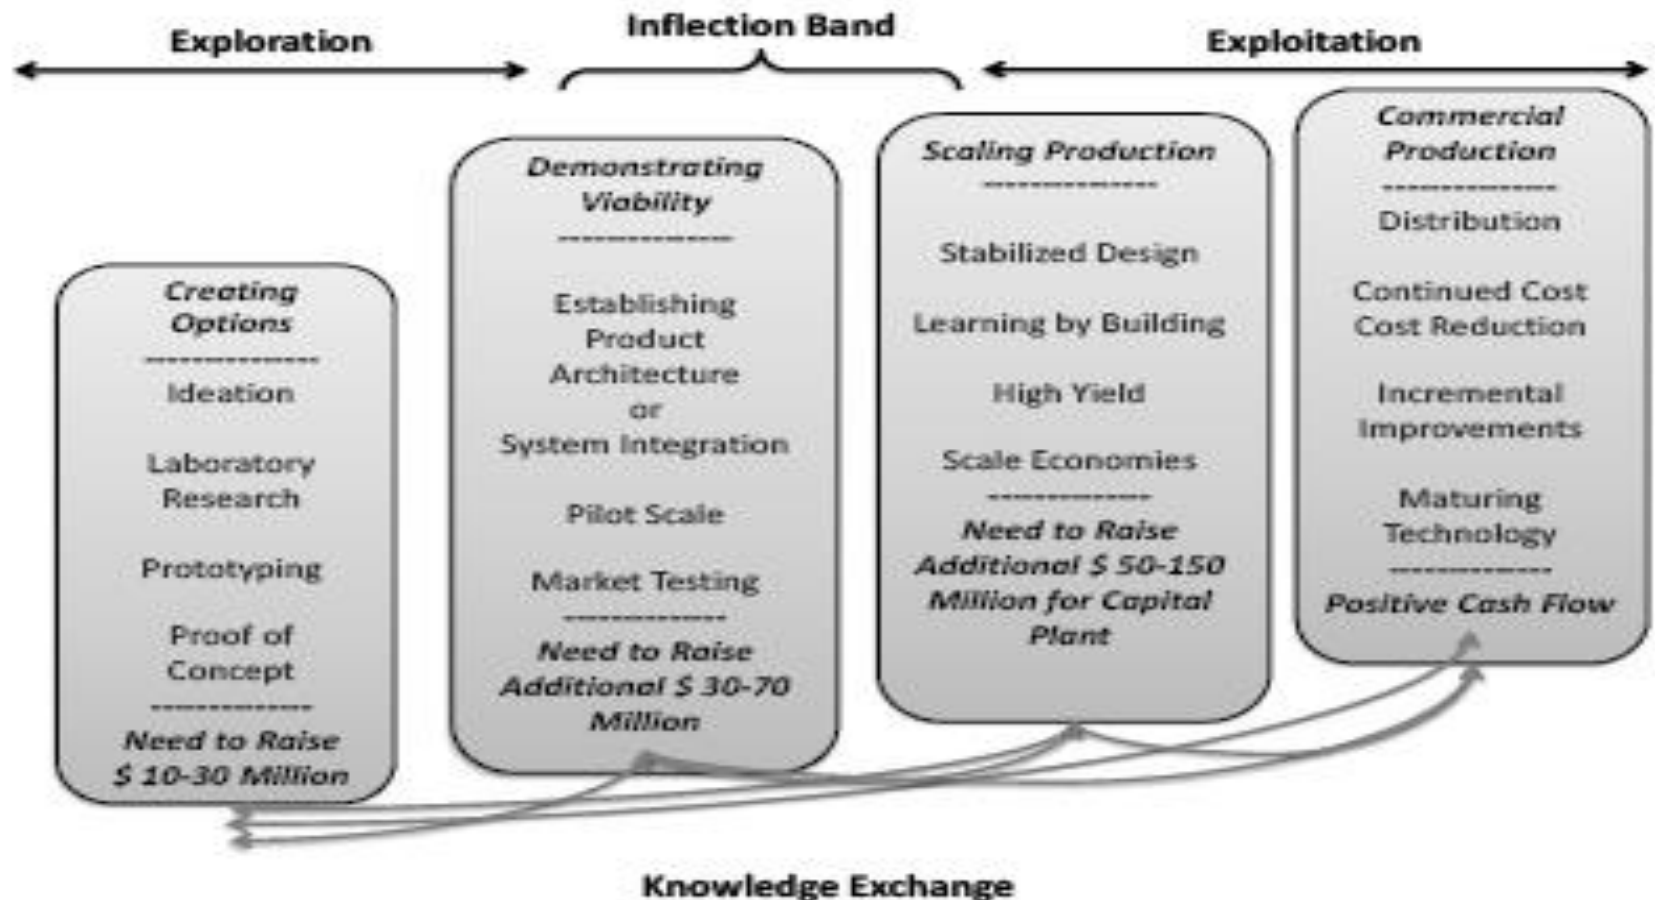 Exploration
Inflection Band
Exploitation
Creating
Options
----------------
Ideation
Laboratory
Research
Prototyping
Proof of
Concept
---------------
Need to Raise
$ 10-30 Million
Demonstrating
Viability
----------------
Establishing
Product
Architecture
or
System Integration
Pilot Scale
Market Testing
---------------
Need to Raise
Additional $ 30-70
Million
Scaling Production
----------------
Stabilized Design
Learning by Building
High Yield
Scale Economies
---------------
Need to Raise
Additional $ 50-150
Million for Capital
Plant
Commercial
Production
----------------
Distribution
Continued Cost
Cost Reduction
Incremental
Improvements
Maturing
Technology
---------------
Positive Cash Flow
Knowledge Exchange